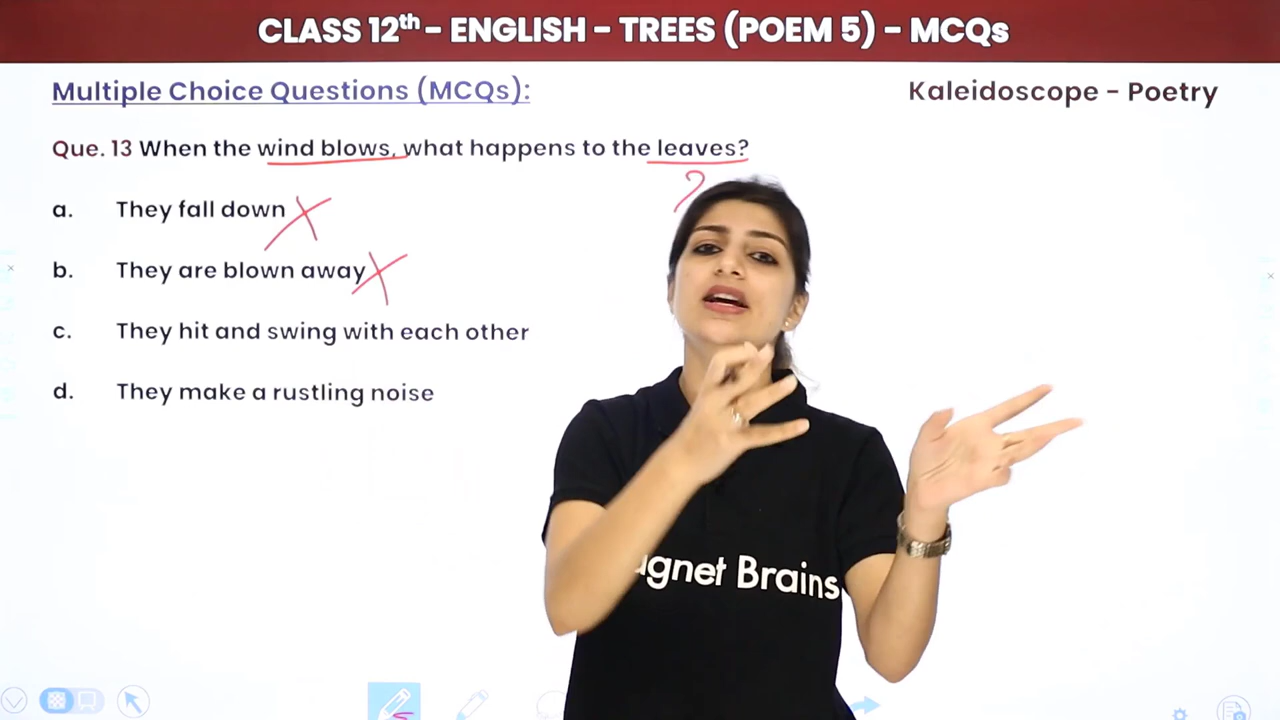 CLASS 12th - ENGLISH - TREES (POEM 5) - MCQs
Multiple Choice Questions (MCQs):
Kaleidoscope - Poetry
Que. 13 When the wind blows, what happens to the leaves?
?
a. They fall down
b. They are blown away
c. They hit and swing with each other
d. They make a rustling noise
Brains